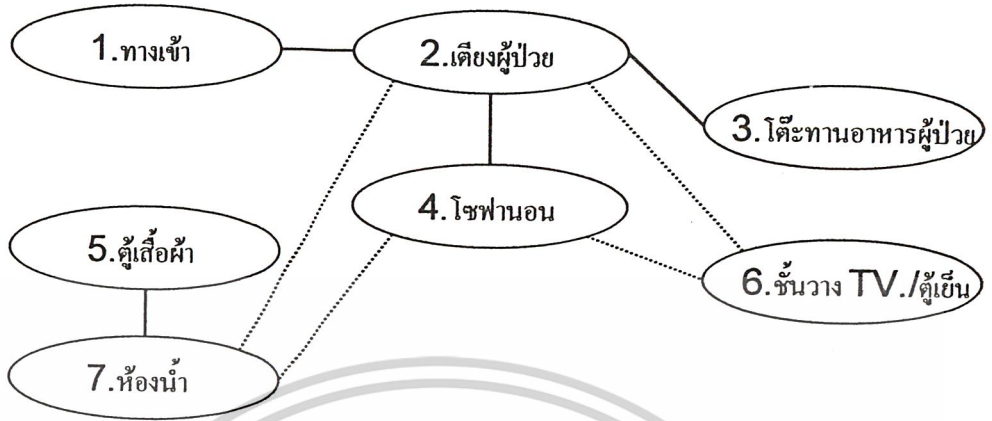 1.ทางเข้า
2.เตียงผู้ป่วย
3.โต๊ะทานอาหารผู้ป่วย
4.โซฟานอน
5.ตู้เสื้อผ้า
6.ชั้นวาง TV./ตู้เย็น
7.ห้องน้ำ